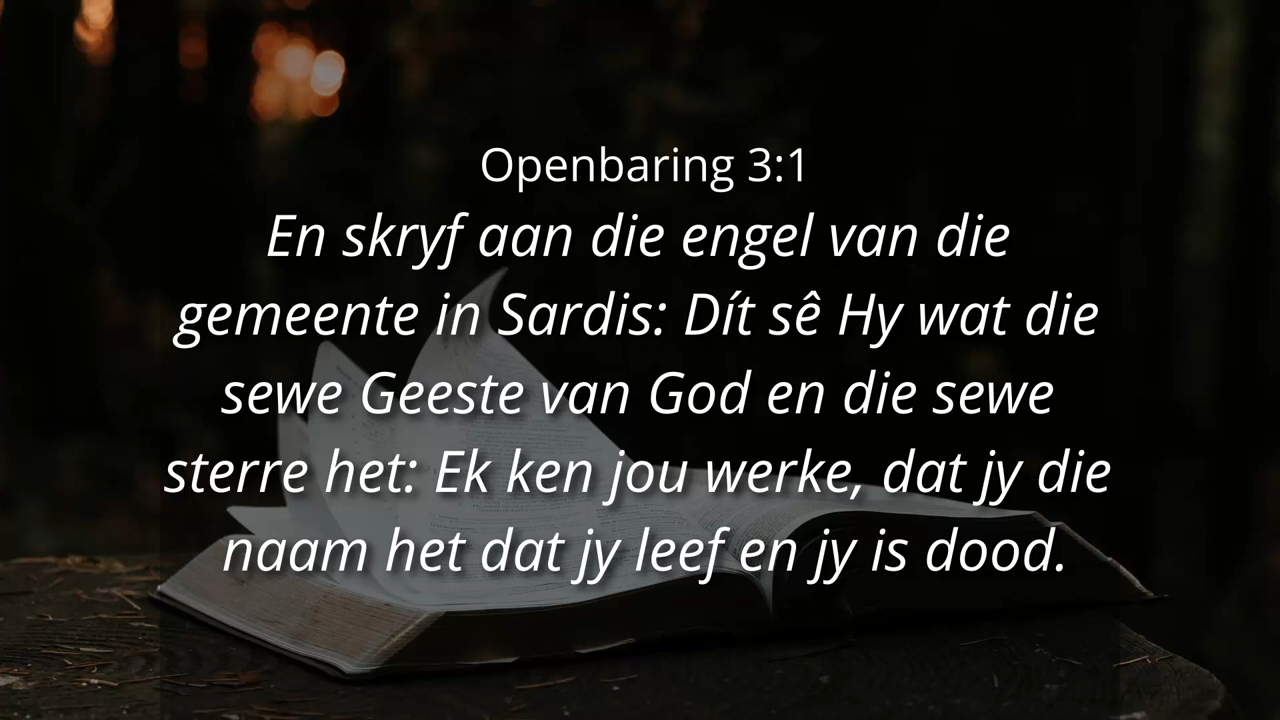 Openbaring 3:1
En skryf aan die engel van die
gemeente in Sardis: Dít sê Hy wat die
sewe Geeste van God en die sewe
sterre het: Ek ken jou werke, dat jy die
naam het dat jy leef en jy is dood.